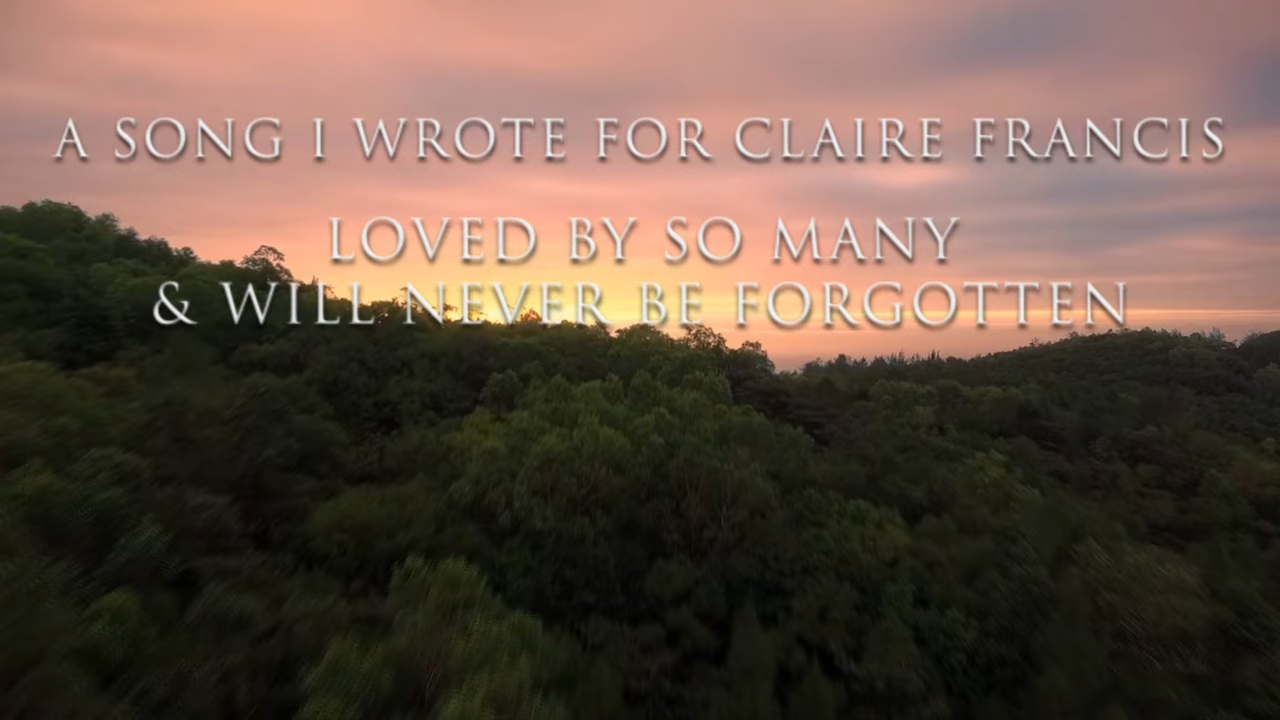 A SONG I WROTE FOR CLAIRE FRANCIS
LOVED BY SO MANY
& WILL NEVER BE FORGOTTEN